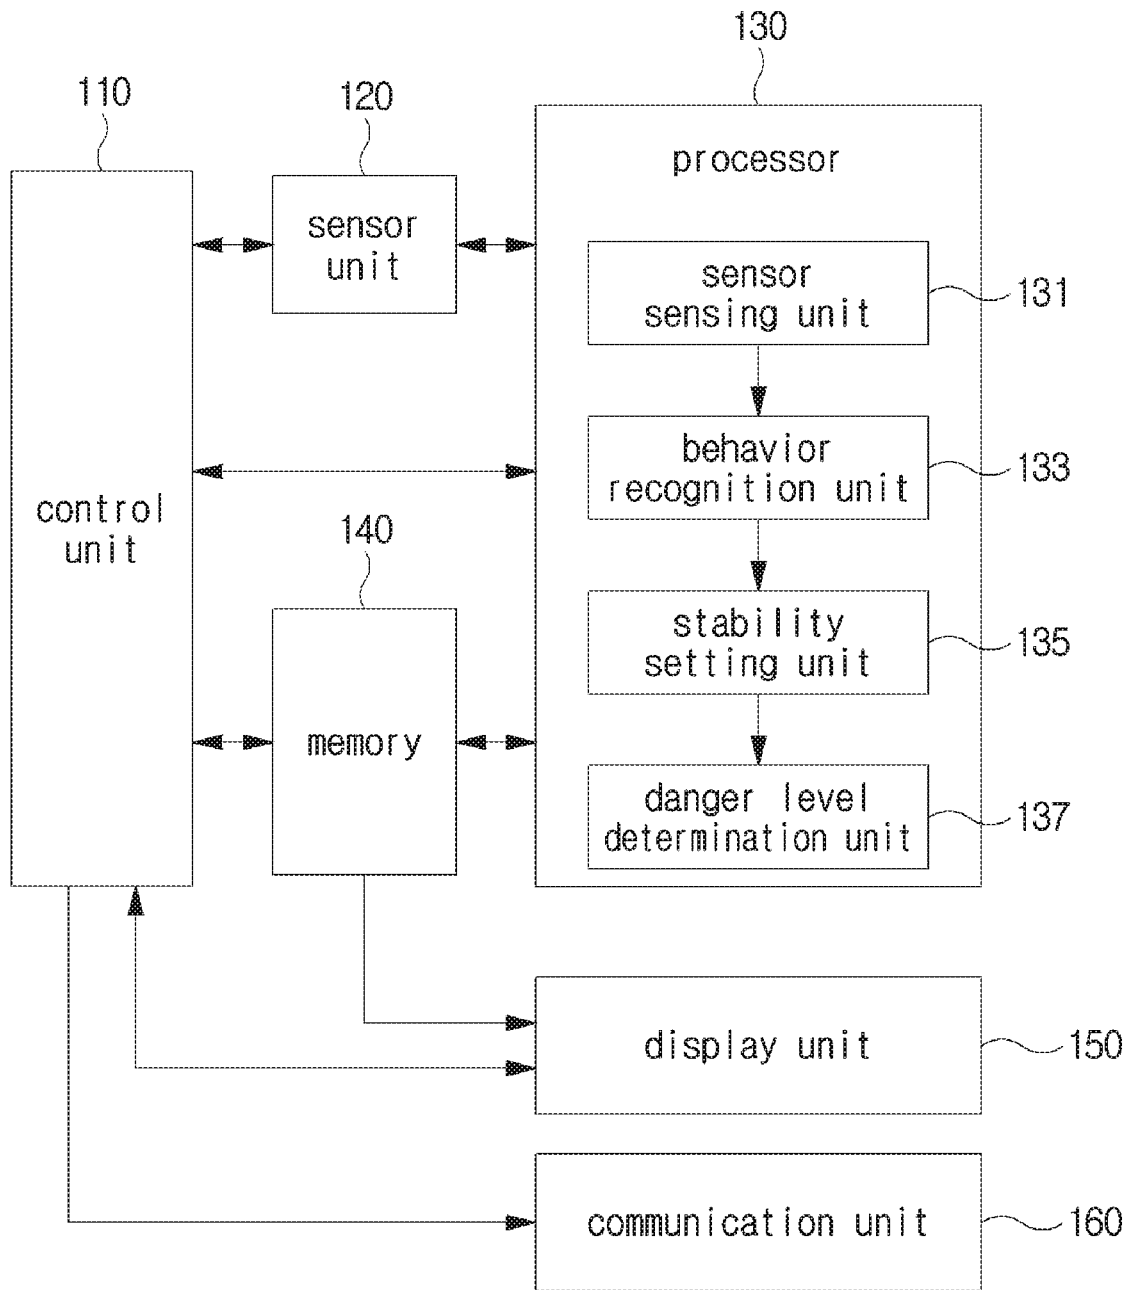 130
110
120
processor
sensor
unit
sensor
sensing unit
131
behavior
recognition unit
133
control
unit
140
stability
setting unit
135
memory
danger level
determination unit
137
display unit
150
communication unit
160